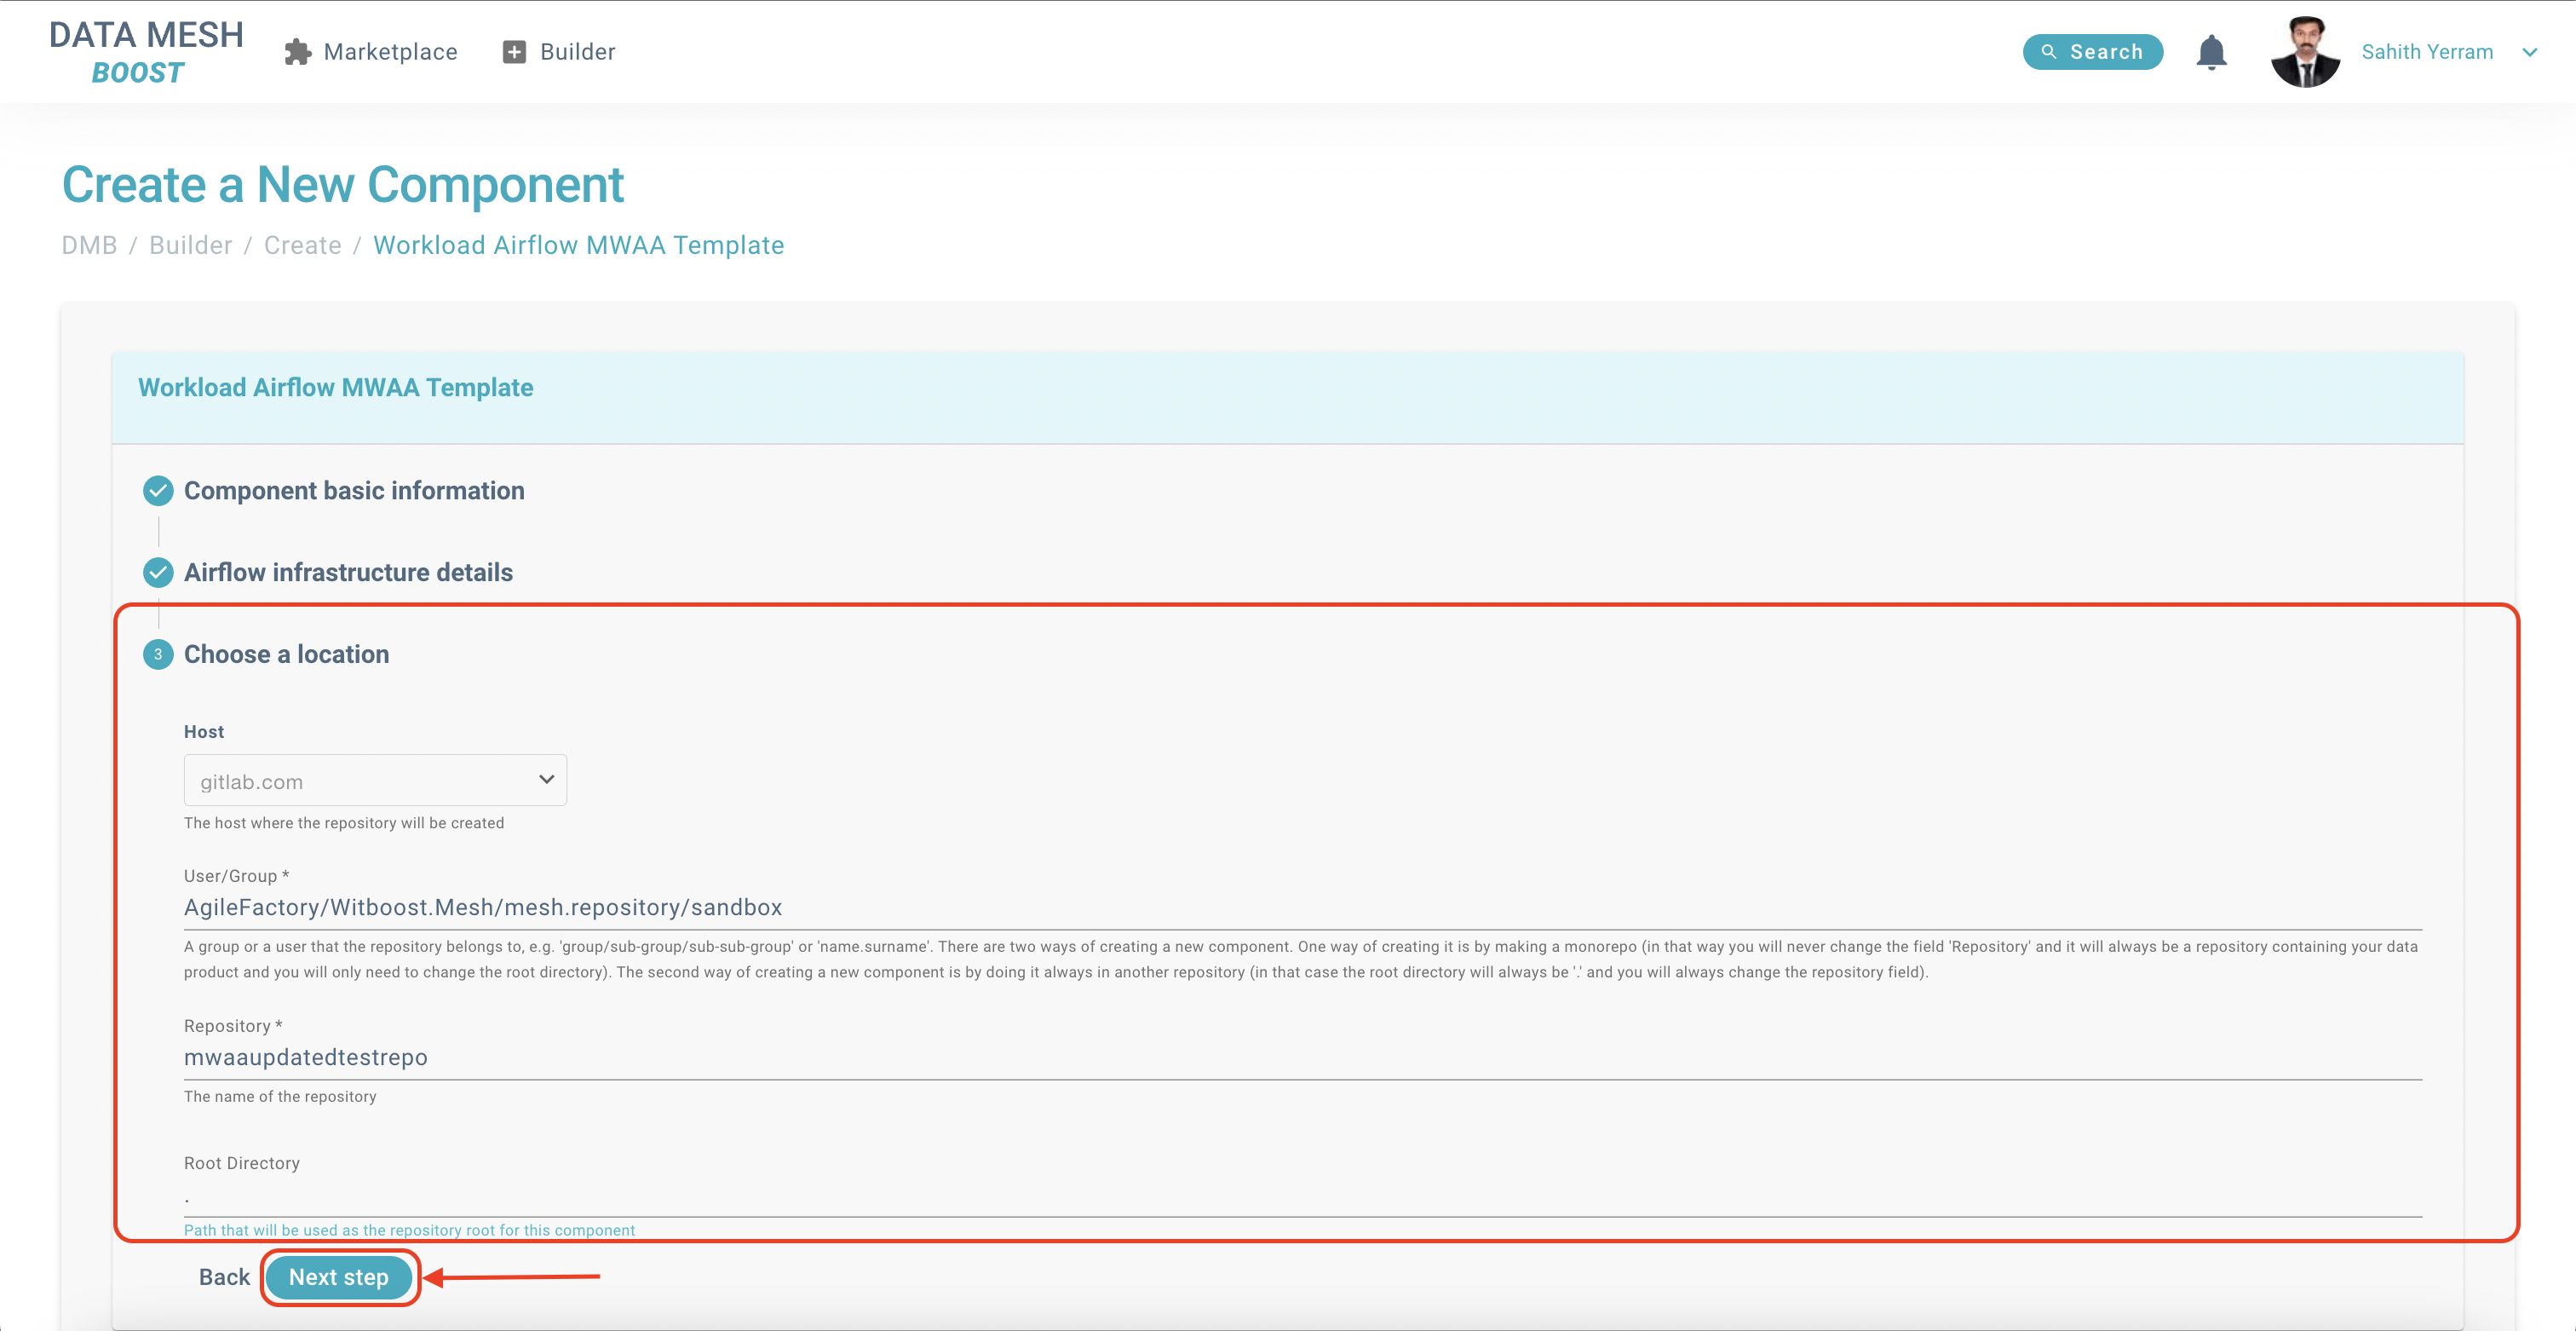 DATA MESH
BOOST
Marketplace
Builder
Search
Sahith Yerram
Create a New Component
DMB / Builder / Create / Workload Airflow MWAA Template
Workload Airflow MWAA Template
Component basic information
Airflow infrastructure details
3 Choose a location
Host
gitlab.com
The host where the repository will be created
User/Group *
AgileFactory/Witboost.Mesh/mesh.repository/sandbox
A group or a user that the repository belongs to, e.g. 'group/sub-group/sub-sub-group' or 'name.surname'. There are two ways of creating a new component. One way of creating it is by making a monorepo (in that way you will never change the field 'Repository' and it will always be a repository containing your data
product and you will only need to change the root directory). The second way of creating a new component is by doing it always in another repository (in that case the root directory will always be '.' and you will always change the repository field).
Repository *
mwaaupdatedtestrepo
The name of the repository
Root Directory
.
Path that will be used as the repository root for this component
Back
Next step